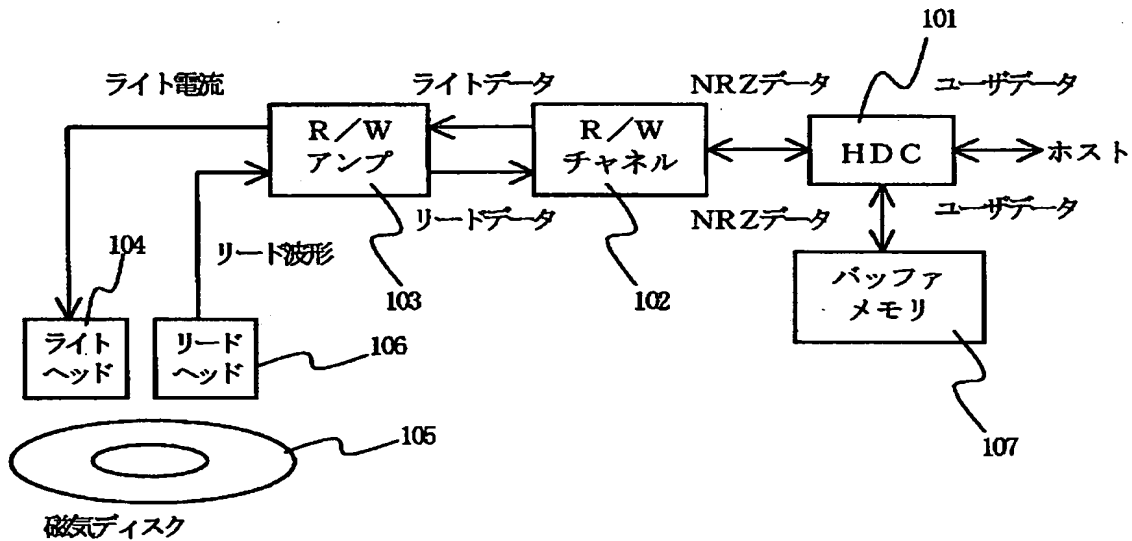 101
ライト電流
ライトデータ
NRZデータ
ユーザデータ
R/W
アンプ
R/W
チャネル
HDC
ホスト
リードデータ
NRZデータ
ユーザデータ
104
リード波形
103
102
バッファ
メモリ
ライト
ヘッド
リード
ヘッド
106
105
107
磁気ディスク